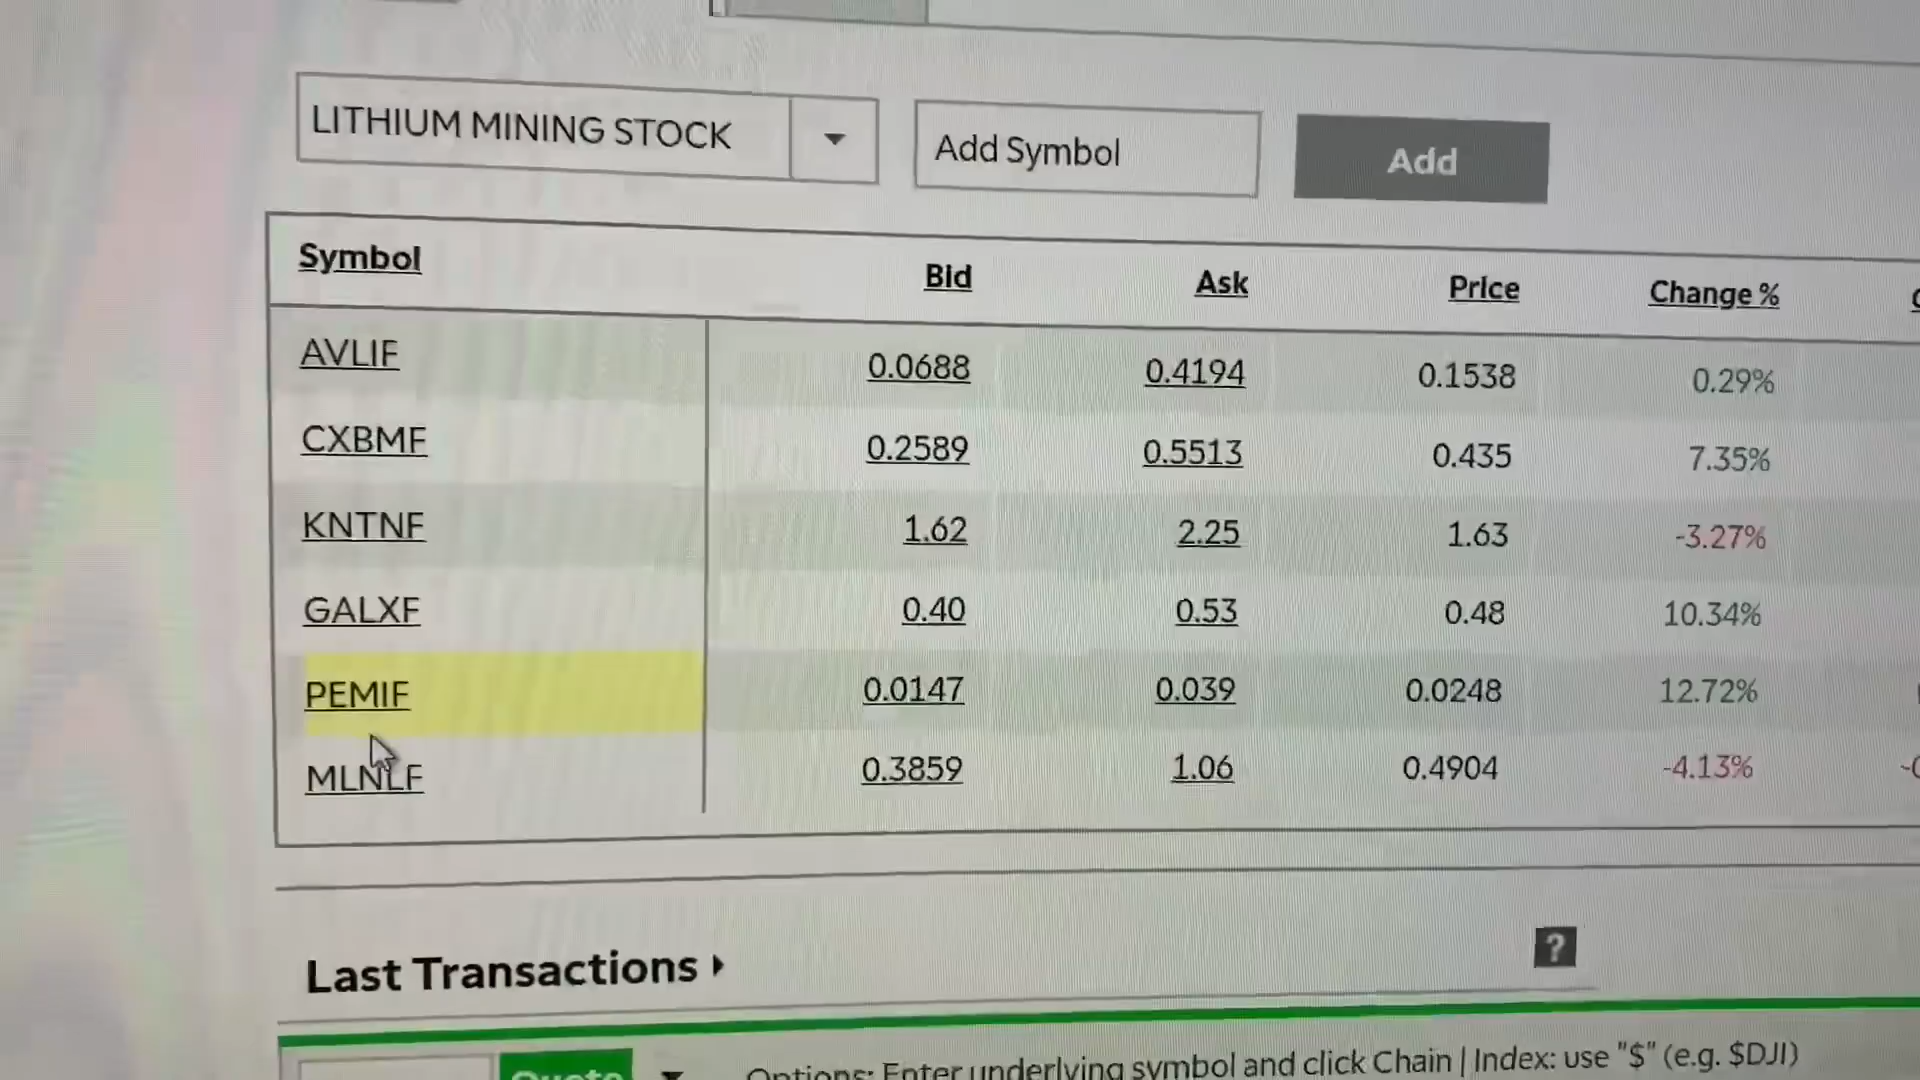 LITHIUM MINING STOCK Add Symbol Add
Symbol Bid Ask Price Change %
AVLIF 0.0688 0.4194 0.1538 0.29%
CXBMF 0.2589 0.5513 0.435 7.35%
KNTNF 1.62 2.25 1.63 -3.27%
GALXF 0.40 0.53 0.48 10.34%
PEMIF 0.0147 0.039 0.0248 12.72%
MLNLF 0.3859 1.06 0.4904 -4.13%
Last Transactions ?
Quote Options: Enter underlying symbol and click Chain | Index: use "$" (e.g. $DJI)